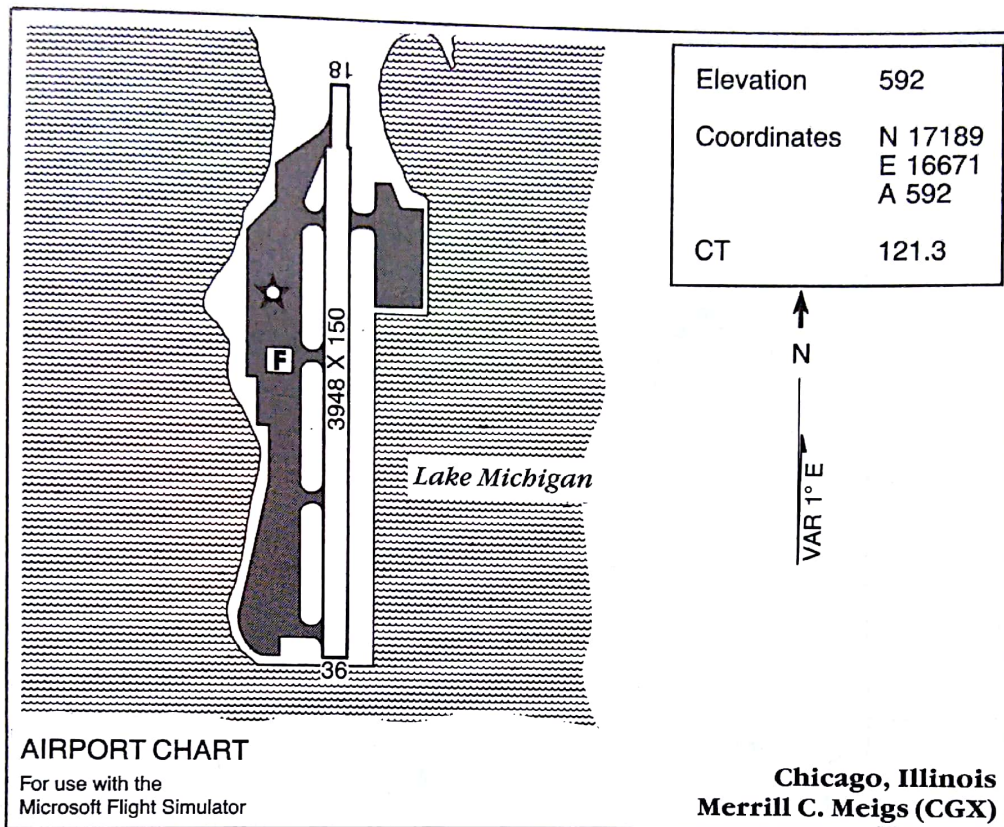 18
Elevation 592
Coordinates N 17189
E 16671
A 592
CT 121.3
N
VAR 1° E
F
3948 X 150
Lake Michigan
36
AIRPORT CHART
For use with the
Microsoft Flight Simulator
Chicago, Illinois
Merrill C. Meigs (CGX)